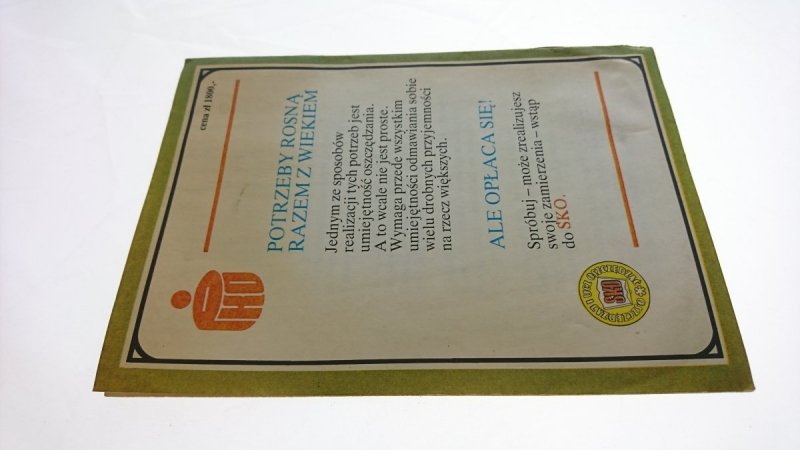 cena zł 1800,-
PKO
POTRZEBY ROSNĄ
RAZEM Z WIEKIEM
Jednym ze sposobów
realizacji tych potrzeb jest
umiejętność oszczędzania.
A to wcale nie jest proste.
Wymaga przede wszystkim
umiejętności odmawiania sobie
wielu drobnych przyjemności
na rzecz większych.
ALE OPŁACA SIĘ!
Spróbuj – może zrealizujesz
swoje zamierzenia – wstąp
do SKO.
SKO